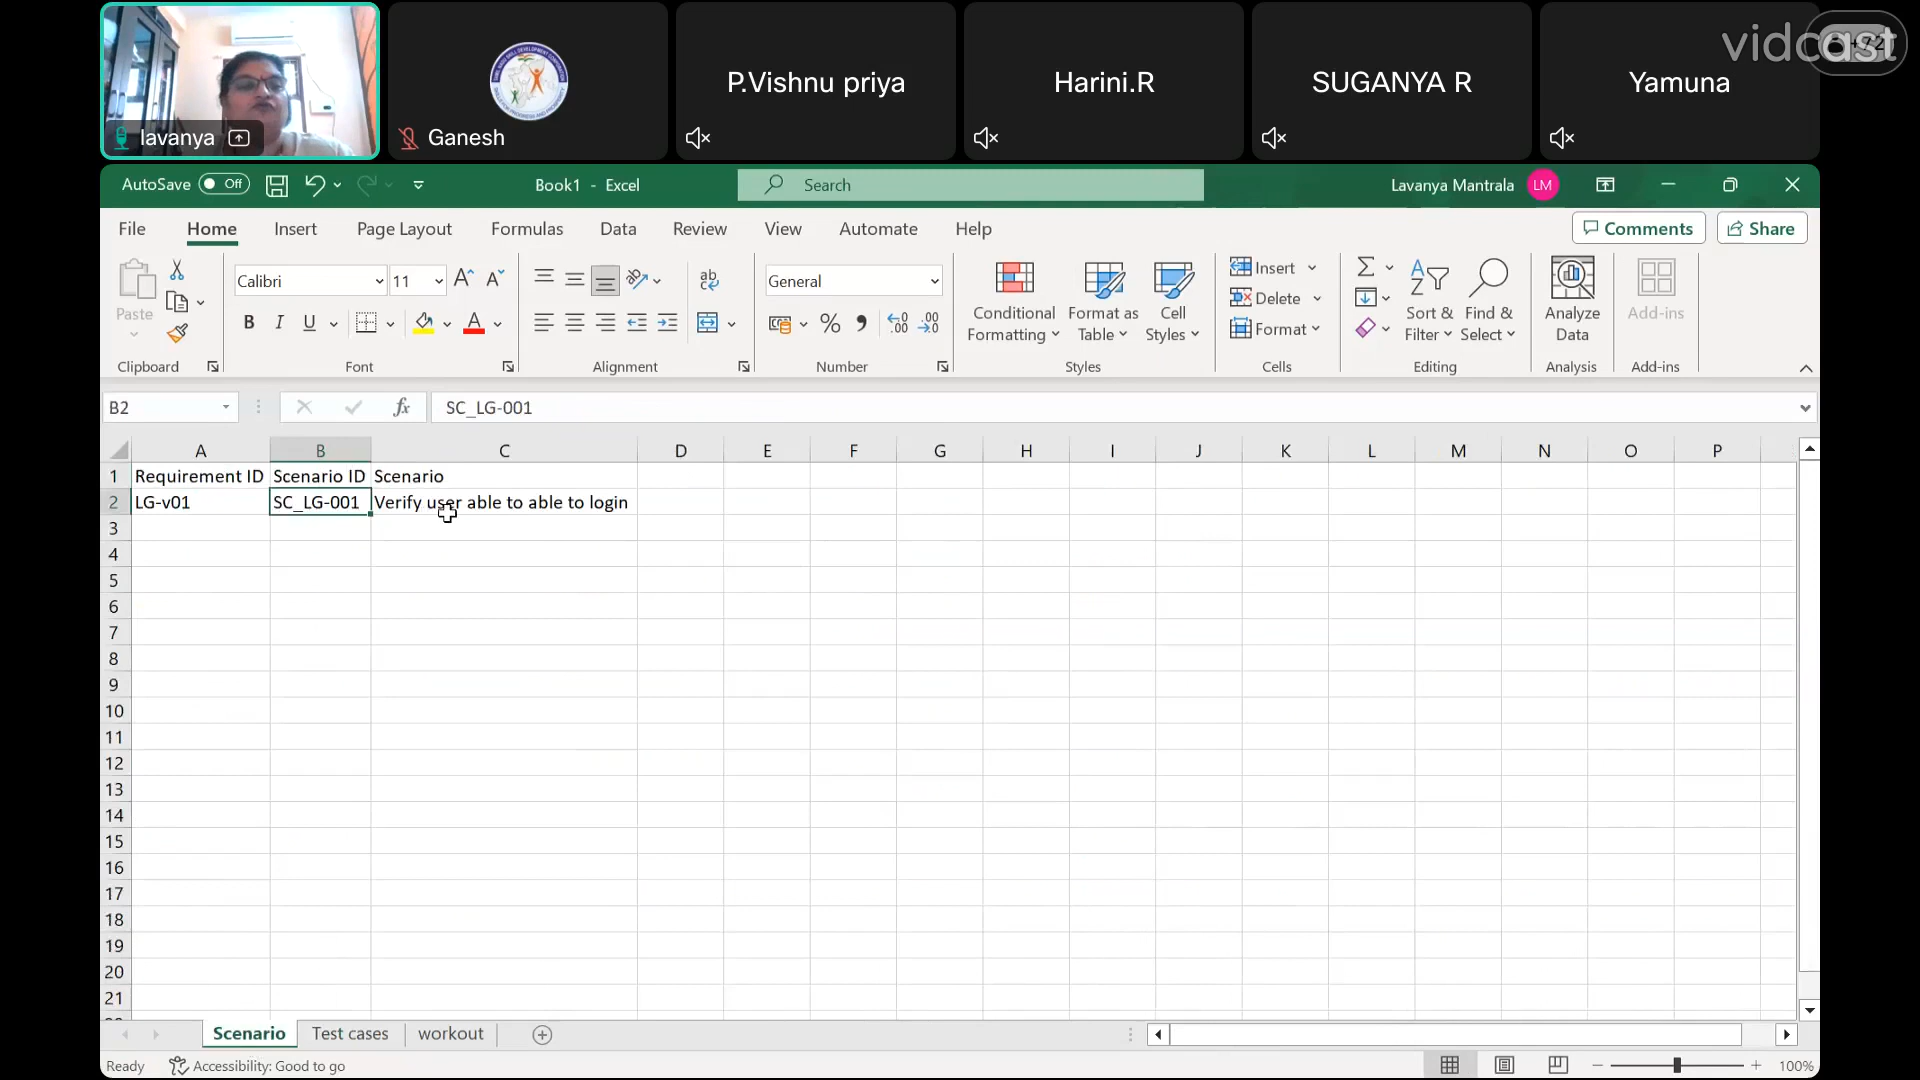 lavanya
Ganesh
P.Vishnu priya
Harini.R
SUGANYA R
Yamuna
vidcast
AutoSave Off
Book1 - Excel
Search
Lavanya Mantrala LM
File Home Insert Page Layout Formulas Data Review View Automate Help
Comments Share
Paste
Clipboard
Calibri 11
B I U A
Font
ab
Alignment
General
%
Number
Conditional Formatting
Format as Table
Cell Styles
Styles
Insert
Delete
Format
Cells
Sort & Filter
Find & Select
Editing
Analyze Data
Analysis
Add-ins
Add-ins
B2 fx SC_LG-001
A B C D E F G H I J K L M N O P
1 Requirement ID Scenario ID Scenario
2 LG-v01 SC_LG-001 Verify user able to able to login
3
4
5
6
7
8
9
10
11
12
13
14
15
16
17
18
19
20
21
Scenario Test cases workout
Ready Accessibility: Good to go
100%